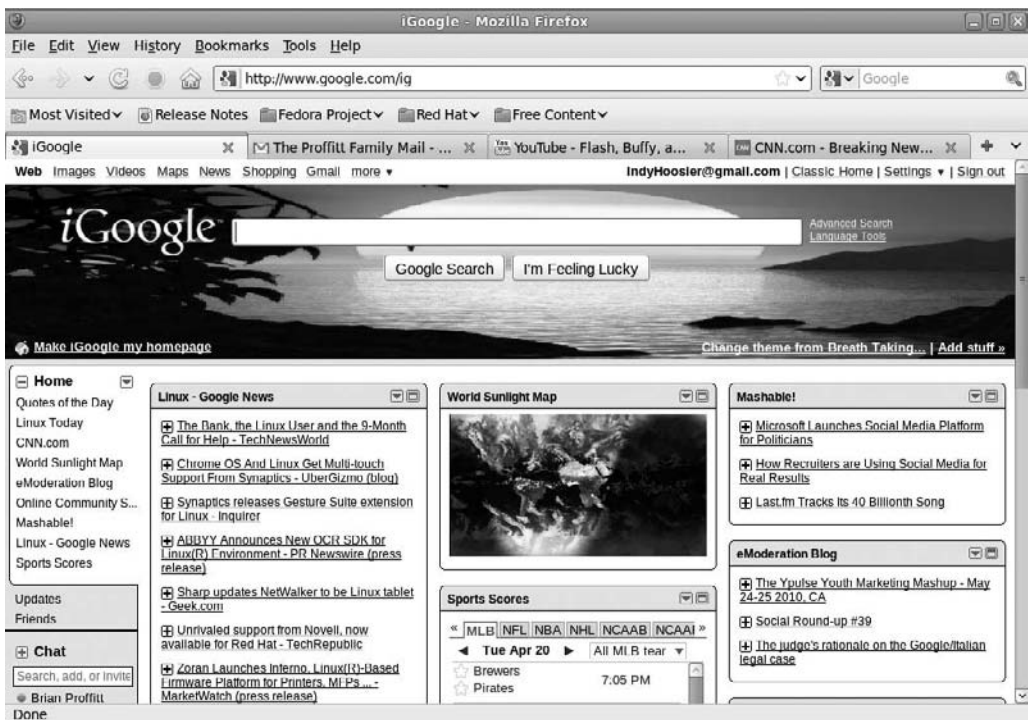 iGoogle - Mozilla Firefox
File Edit View History Bookmarks Tools Help
http://www.google.com/ig
Google
Most Visited Release Notes Fedora Project Red Hat Free Content
iGoogle
The Proffitt Family Mail - ...
YouTube - Flash, Buffy, a...
CNN.com - Breaking New...
Web Images Videos Maps News Shopping Gmail more
IndyHoosier@gmail.com | Classic Home | Settings | Sign out
iGoogle
Advanced Search
Language Tools
Google Search
I'm Feeling Lucky
Make iGoogle my homepage
Change theme from Breath Taking... | Add stuff »
Home
Quotes of the Day
Linux Today
CNN.com
World Sunlight Map
eModeration Blog
Online Community S...
Mashable!
Linux - Google News
Sports Scores
Updates
Friends
Chat
Search, add, or invite
Brian Proffitt
Linux - Google News
The Bank, the Linux User and the 9-Month
Call for Help - TechNewsWorld
Chrome OS And Linux Get Multi-touch
Support From Synaptics - UberGizmo (blog)
Synaptics releases Gesture Suite extension
for Linux - Inquirer
ABBYY Announces New OCR SDK for
Linux(R) Environment - PR Newswire (press
release)
Sharp updates NetWalker to be Linux tablet
- Geek.com
Unrivaled support from Novell, now
available for Red Hat - TechRepublic
Zoran Launches Inferno, Linux(R)-Based
Firmware Platform for Printers, MFPs ... -
MarketWatch (press release)
World Sunlight Map
Sports Scores
« MLB NFL NBA NHL NCAAB NCAAI »
Tue Apr 20
All MLB tear
Brewers
Pirates
7:05 PM
Mashable!
Microsoft Launches Social Media Platform
for Politicians
How Recruiters are Using Social Media for
Real Results
Last.fm Tracks Its 40 Billionth Song
eModeration Blog
The Ypulse Youth Marketing Mashup - May
24-25 2010, CA
Social Round-up #39
The judge's rationale on the Google/Italian
legal case
Done